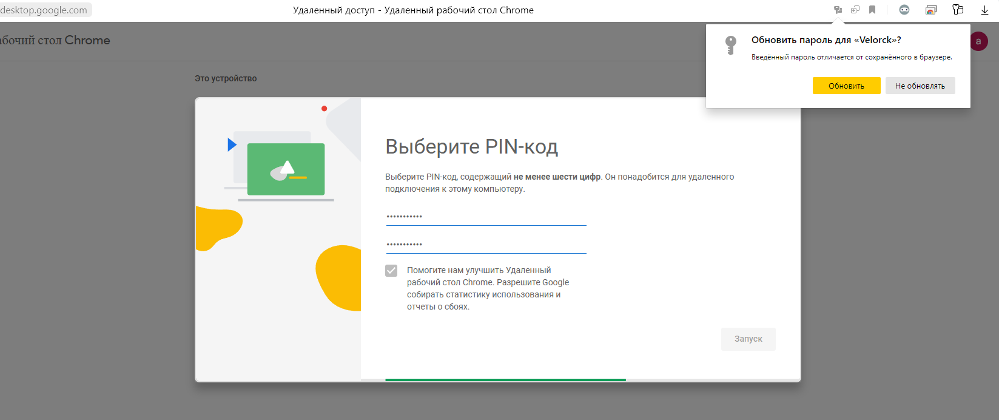 desktop.google.com
Удаленный доступ - Удаленный рабочий стол Chrome
бочий стол Chrome
Обновить пароль для «Velorck»?
a
Введённый пароль отличается от сохранённого в браузере.
Обновить
Не обновлять
Это устройство
Выберите PIN-код
Выберите PIN-код, содержащий не менее шести цифр. Он понадобится для удаленного
подключения к этому компьютеру.
•••••••••••
•••••••••••
Помогите нам улучшить Удаленный
рабочий стол Chrome. Разрешите Google
собирать статистику использования и
отчеты о сбоях.
Запуск